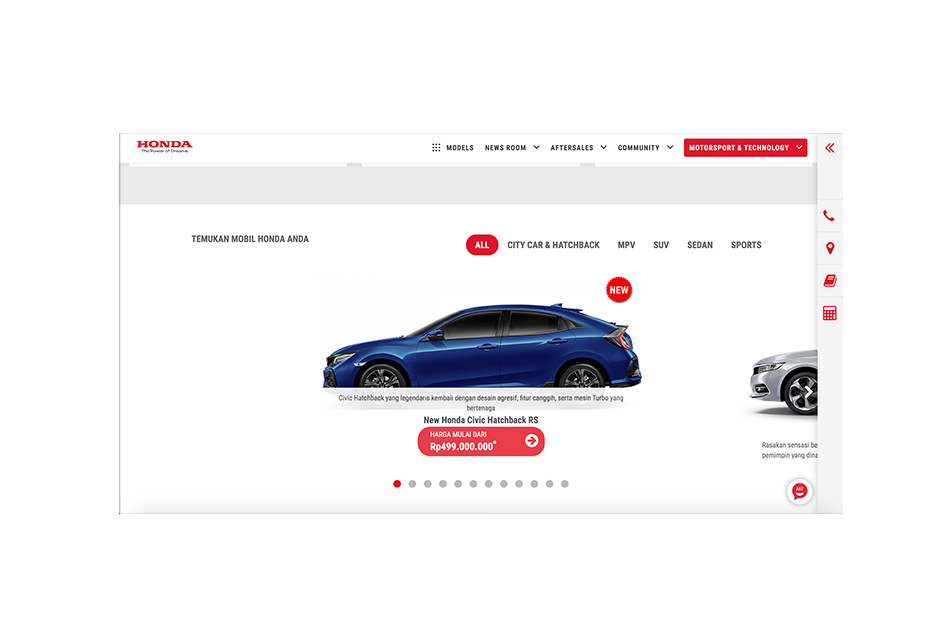 HONDA
The Power of Dreams
MODELS
NEWS ROOM
AFTERSALES
COMMUNITY
MOTORSPORT & TECHNOLOGY
TEMUKAN MOBIL HONDA ANDA
ALL
CITY CAR & HATCHBACK
MPV
SUV
SEDAN
SPORTS
NEW
Civic Hatchback yang legendaris kembali dengan desain agresif, fitur canggih, serta mesin Turbo yang
bertenaga
New Honda Civic Hatchback RS
HARGA MULAI DARI
Rp499.000.000*
Rasakan sensasi be
pemimpin yang dina
Hi!